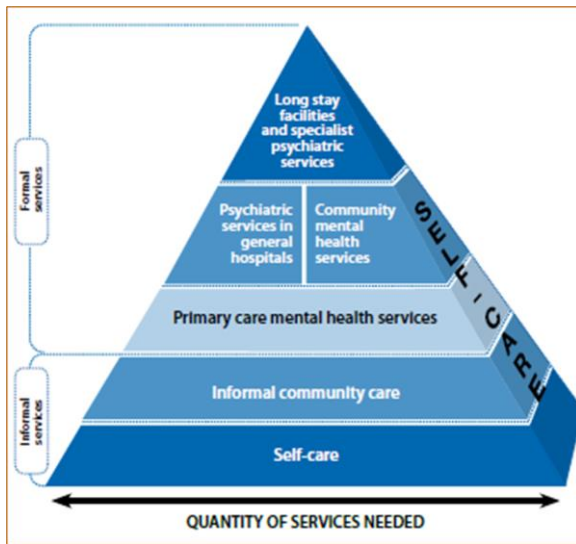 Long stay
facilities
and specialist
psychiatric
services
Formal
services
Psychiatric
services in
general
hospitals
Community
mental
health
services
SELF-CARE
Primary care mental health services
Informal
services
Informal community care
Self-care
QUANTITY OF SERVICES NEEDED